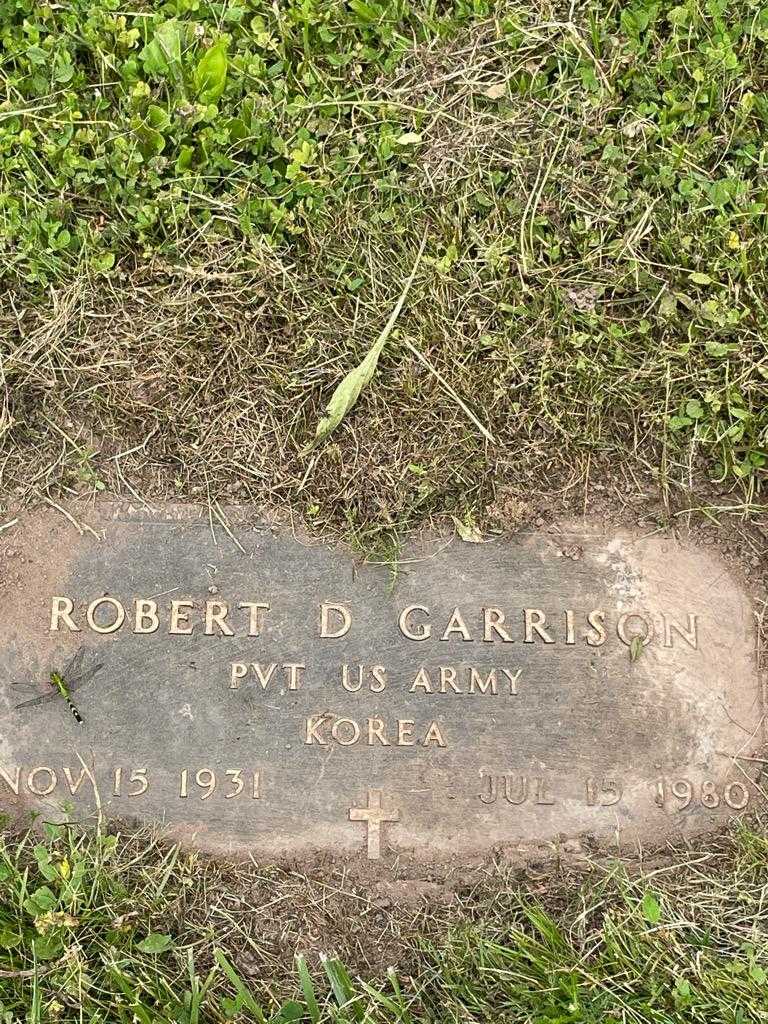 ROBERT D GARRISON
PVT US ARMY
KOREA
NOV 15 1931 JUL 15 1980